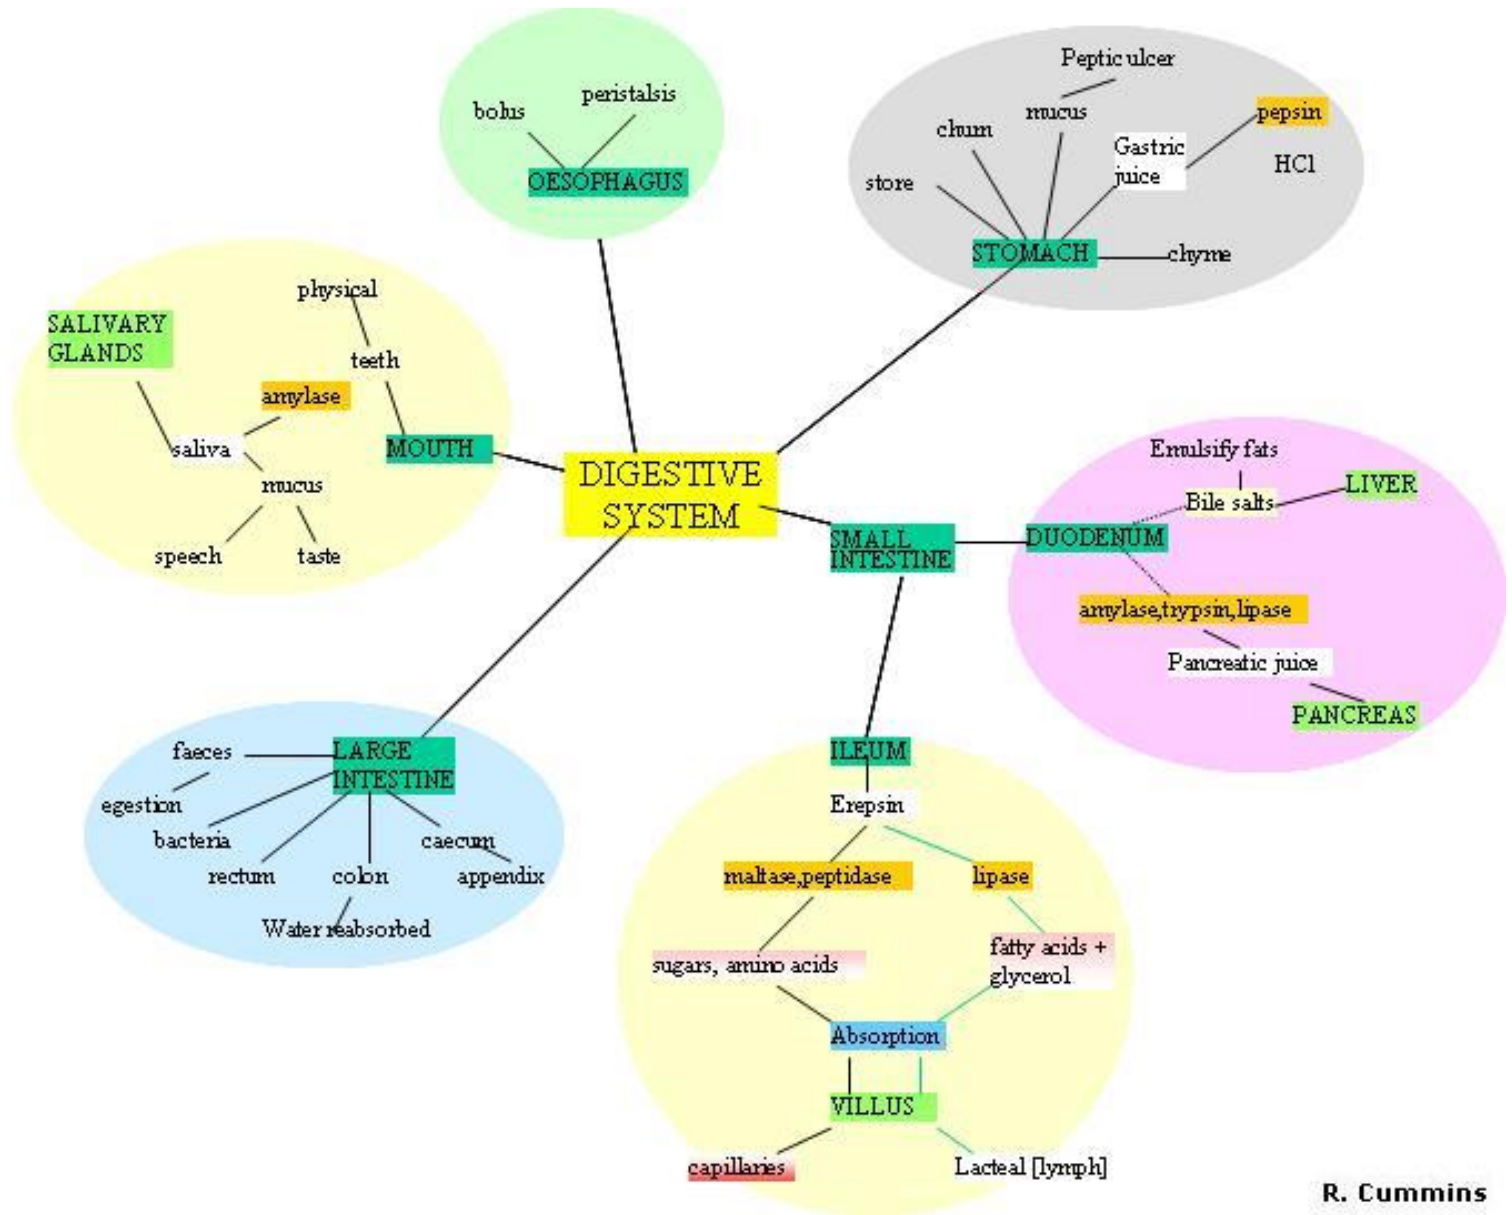 Peptic ulcer
peristalsis
bolus
mucus
pepsin
churn
Gastric
juice
HCl
store
OESOPHAGUS
STOMACH
chyme
physical
SALIVARY
GLANDS
teeth
amylase
saliva
MOUTH
mucus
speech
taste
DIGESTIVE
SYSTEM
Emulsify fats
LIVER
Bile salts
SMALL
INTESTINE
DUODENUM
amylase,trypsin,lipase
Pancreatic juice
PANCREAS
faeces
LARGE
INTESTINE
egestion
bacteria
caecum
rectum
colon
appendix
Water reabsorbed
ILEUM
Erepsin
maltase,peptidase
lipase
sugars, amino acids
fatty acids +
glycerol
Absorption
VILLUS
capillaries
Lacteal [lymph]
R. Cummins